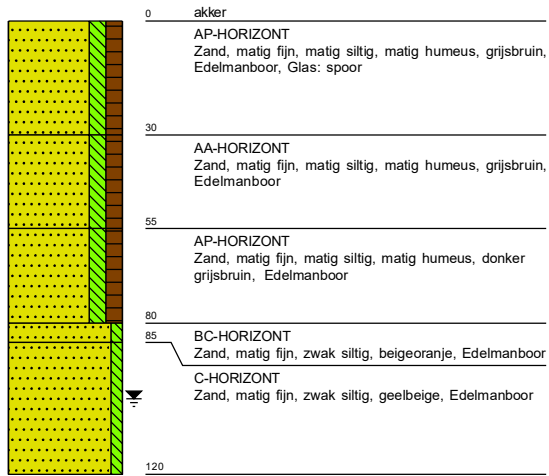 0 akker
AP-HORIZONT
Zand, matig fijn, matig siltig, matig humeus, grijsbruin,
Edelmanboor, Glas: spoor
30
AA-HORIZONT
Zand, matig fijn, matig siltig, matig humeus, grijsbruin,
Edelmanboor
55
AP-HORIZONT
Zand, matig fijn, matig siltig, matig humeus, donker
grijsbruin, Edelmanboor
80
BC-HORIZONT
85
Zand, matig fijn, zwak siltig, beigeoranje, Edelmanboor
C-HORIZONT
Zand, matig fijn, zwak siltig, geelbeige, Edelmanboor
120